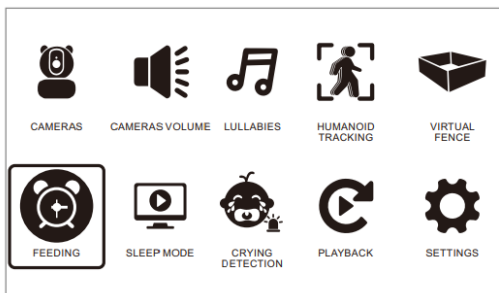 CAMERAS
CAMERAS VOLUME
LULLABIES
HUMANOID
TRACKING
VIRTUAL
FENCE
FEEDING
SLEEP MODE
CRYING
DETECTION
PLAYBACK
SETTINGS